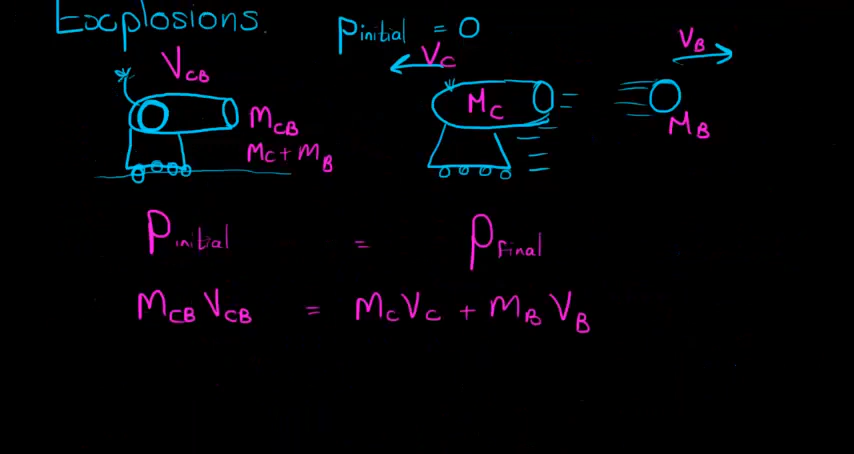 Explosions.
Pinitial = 0
VCB
VC
VB
MCB
MC + MB
MC
MB
Pinitial = Pfinal
MCB VCB = MC VC + MB VB